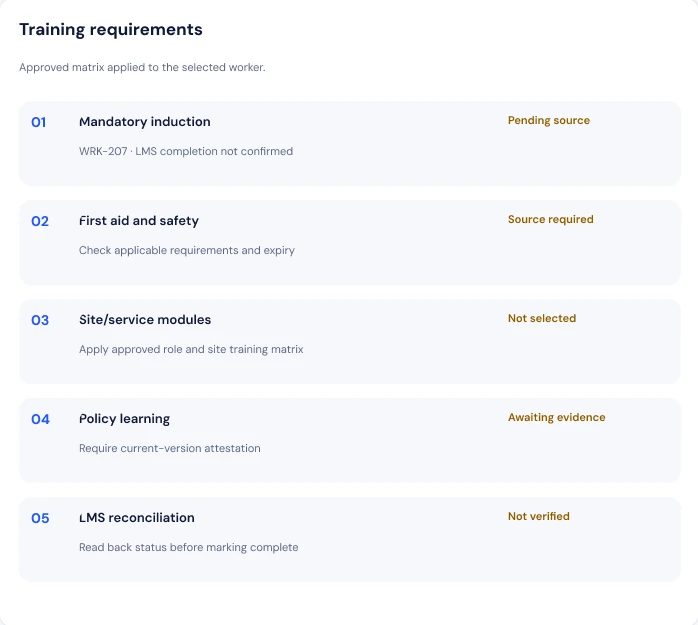 Training requirements
Approved matrix applied to the selected worker.
01 Mandatory induction Pending source
WRK-207 · LMS completion not confirmed
02 First aid and safety Source required
Check applicable requirements and expiry
03 Site/service modules Not selected
Apply approved role and site training matrix
04 Policy learning Awaiting evidence
Require current-version attestation
05 LMS reconciliation Not verified
Read back status before marking complete